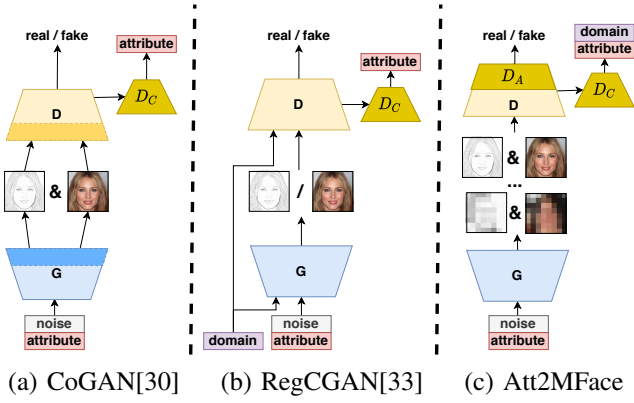 real / fake
attribute
D_C
D
&
G
noise
attribute
(a) CoGAN[30]
real / fake
attribute
D
D_C
/
G
domain
noise
attribute
(b) RegCGAN[33]
real / fake
domain
attribute
D_A
D
D_C
&
...
&
G
noise
attribute
(c) Att2MFace